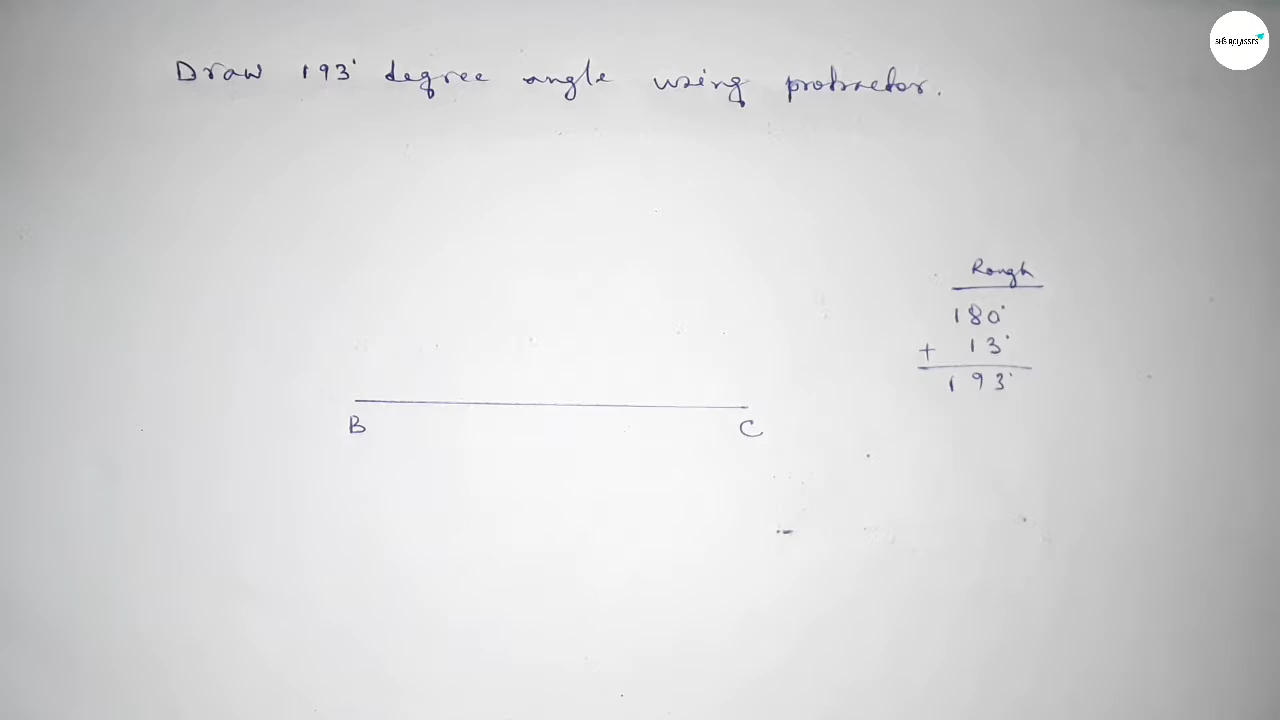 Draw 193° degree angle using protractor.
Rough
180°
+ 13°
193°
B
C